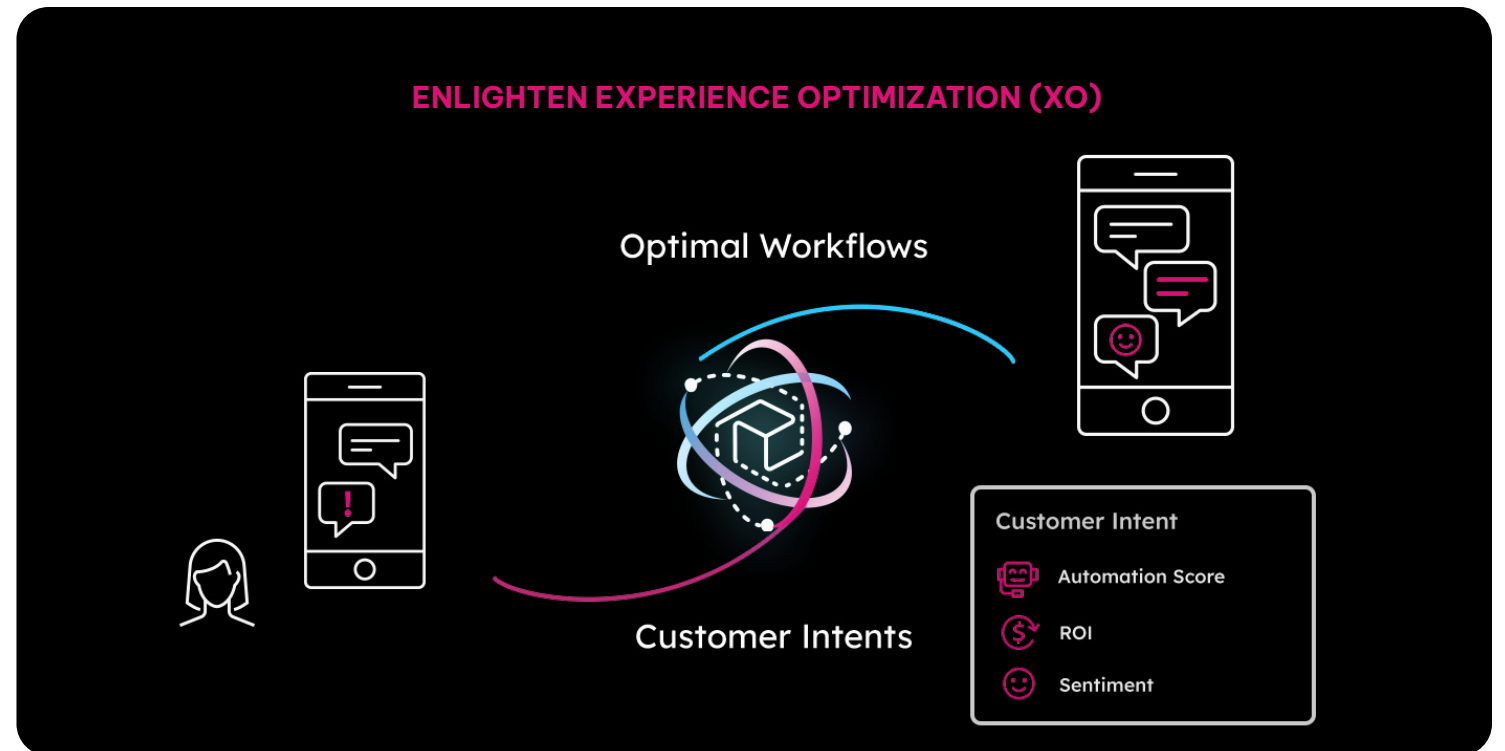 ENLIGHTEN EXPERIENCE OPTIMIZATION (XO)
Optimal Workflows
!
Customer Intents
Customer Intent
Automation Score
$
ROI
Sentiment